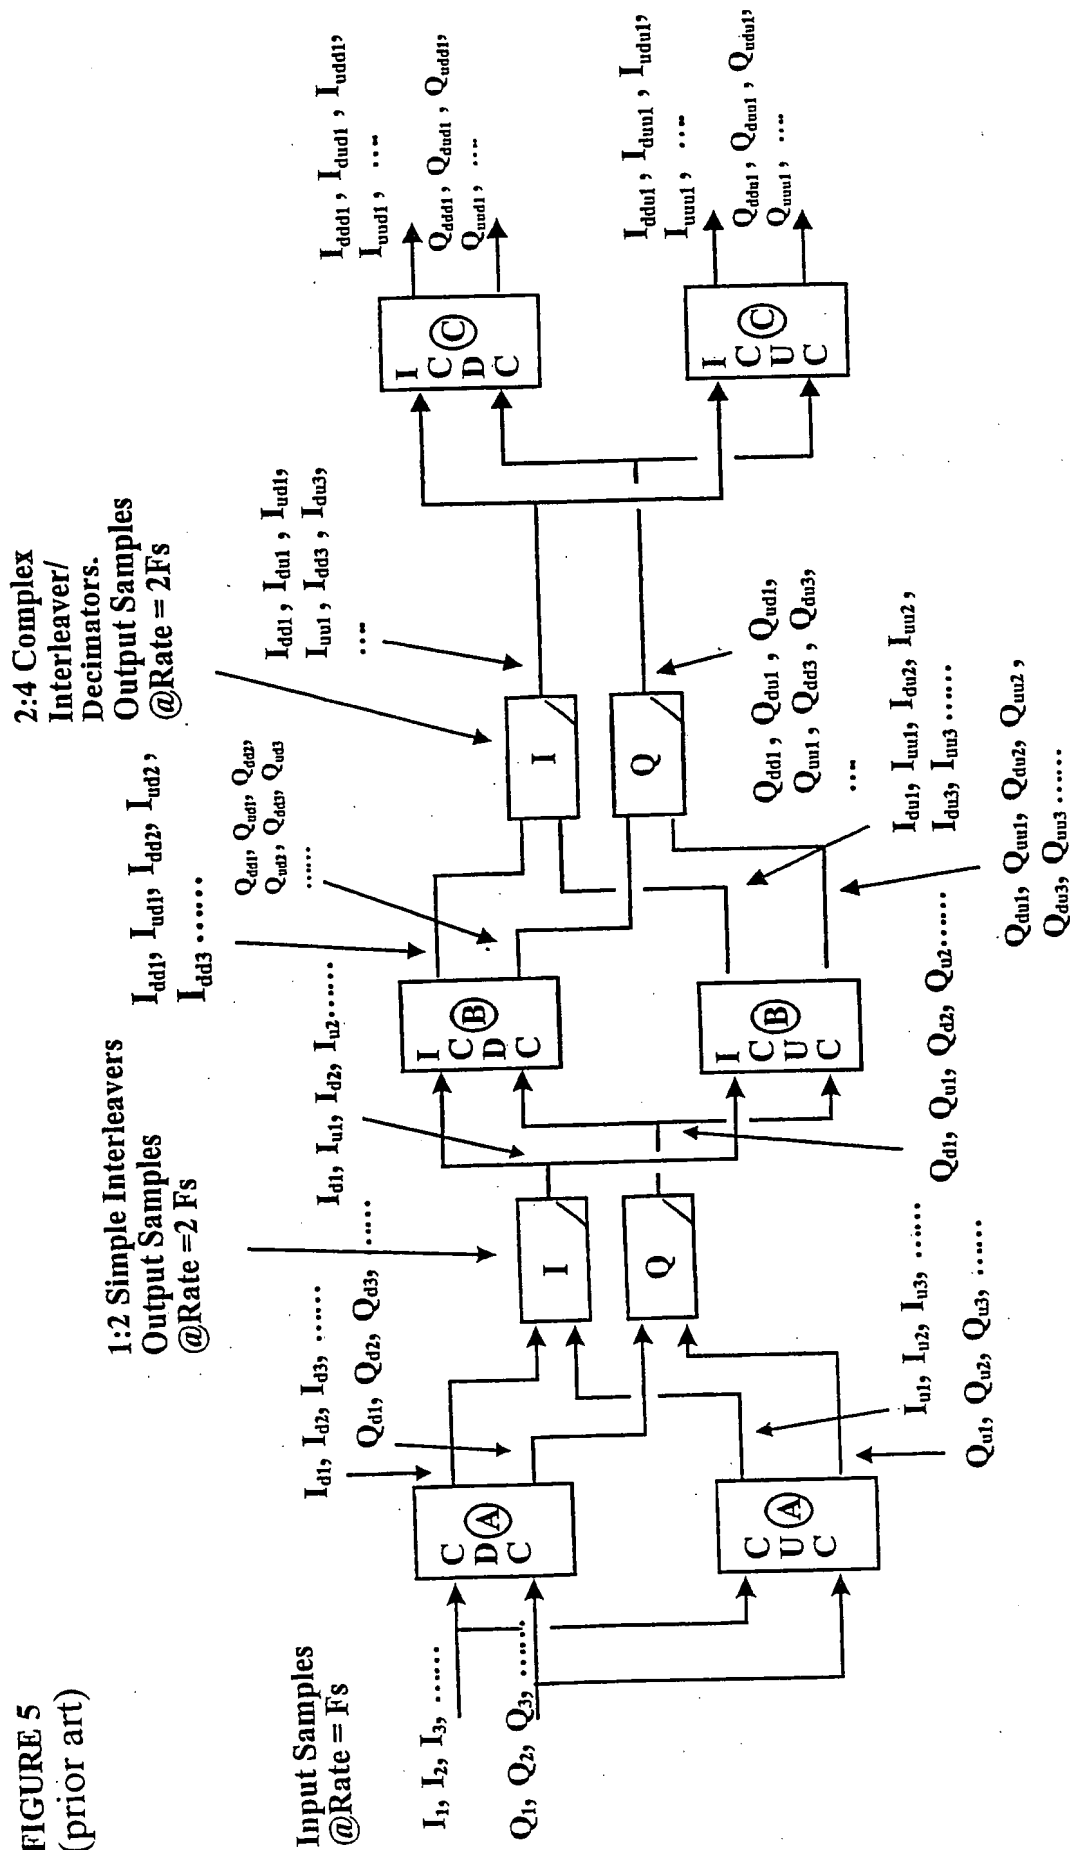 FIGURE 5
(prior art)
Input Samples
@Rate = Fs
I1, I2, I3, ......
Q1, Q2, Q3, ......
C
D
C
A
C
U
C
A
Id1, Id2, Id3, ......
Qd1, Qd2, Qd3, ......
Iu1, Iu2, Iu3, ......
Qu1, Qu2, Qu3, ......
1:2 Simple Interleavers
Output Samples
@Rate =2 Fs
I
Q
Id1, Iu1, Id2, Iu2......
Qd1, Qu1, Qd2, Qu2......
I
C
D
C
B
I
C
U
C
B
Idd1, Iud1, Idd2, Iud2,
Idd3 ......
Qdd1, Qud1, Qdd2,
Qud2, Qdd3, Qud3
......
Idu1, Iuu1, Idu2, Iuu2,
Idu3, Iuu3 ......
Qdu1, Quu1, Qdu2, Quu2,
Qdu3, Quu3 ......
2:4 Complex
Interleaver/
Decimators.
Output Samples
@Rate = 2Fs
I
Q
Idd1, Idu1, Iud1,
Iuu1, Idd3, Idu3,
....
Qdd1, Qdu1, Qud1,
Quu1, Qdd3, Qdu3,
....
I
C
D
C
C
I
C
U
C
C
Iddd1, Idud1, Iudd1,
Iuud1, ....
Qddd1, Qdud1, Qudd1,
Quud1, ....
Iddu1, Iduu1, Iudu1,
Iuuu1, ....
Qddu1, Qduu1, Qudu1,
Quuu1, ....